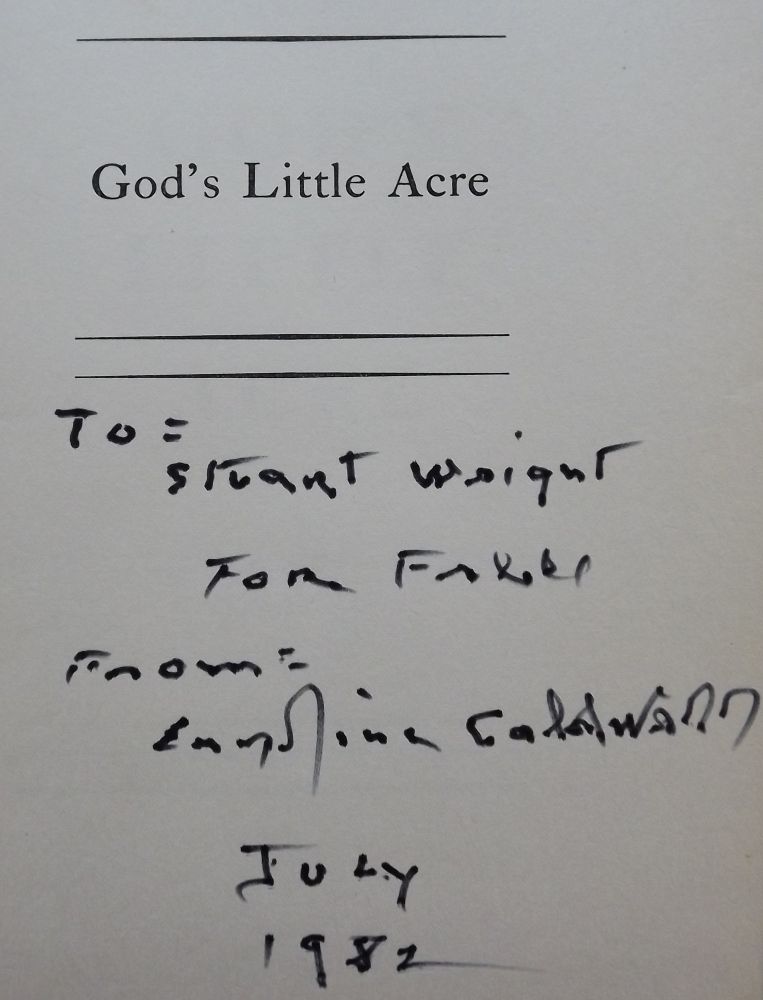 God's Little Acre
To =
Stuart Wright
For
From =
Erskine Caldwell
July
1982